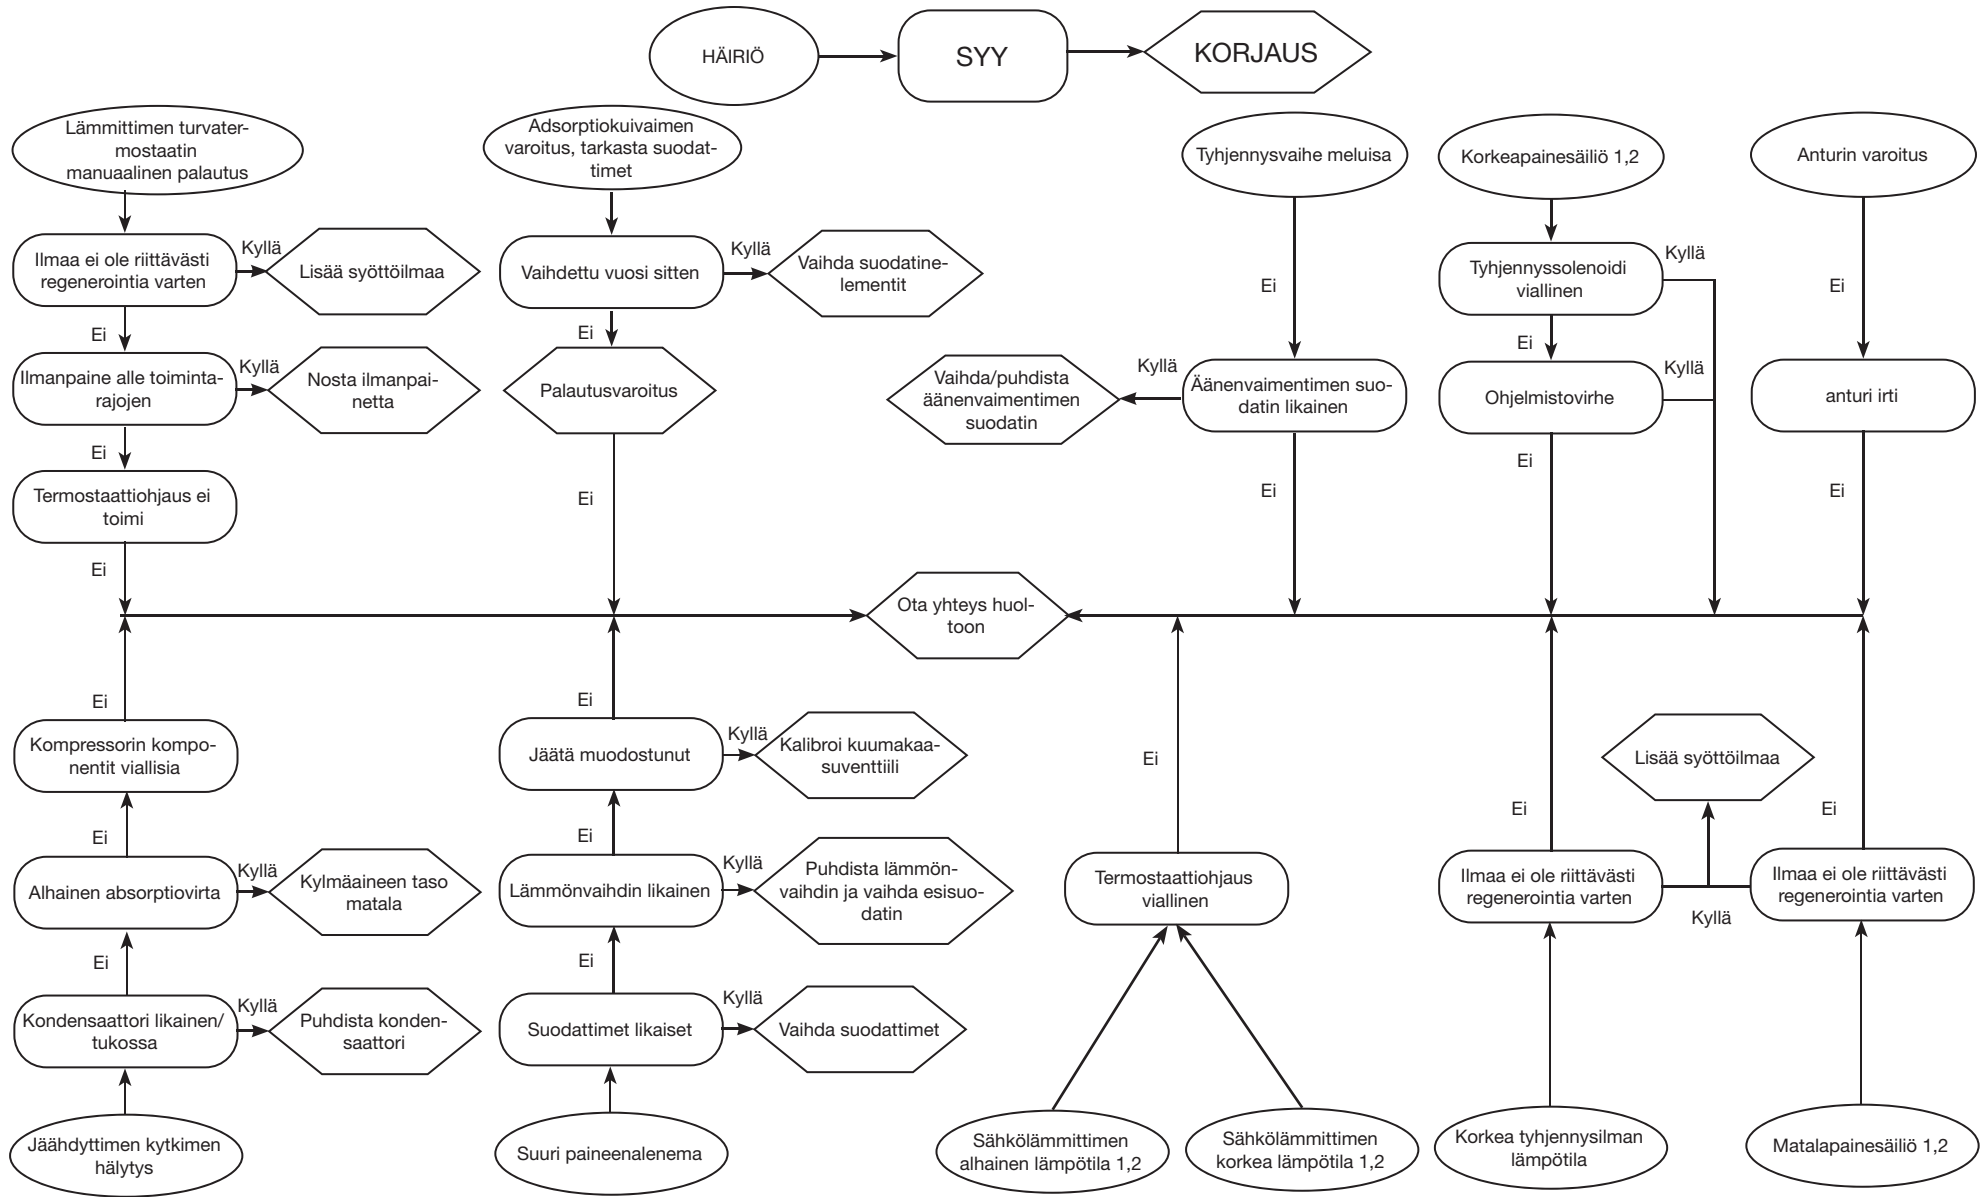 HÄIRIÖ
SYY
KORJAUS
Lämmittimen turvater-
mostaatin
manuaalinen palautus
Ilmaa ei ole riittävästi
regenerointia varten
Kyllä
Lisää syöttöilmaa
Ei
Ilmanpaine alle toiminta-
rajojen
Kyllä
Nosta ilmanpai-
netta
Ei
Termostaattiohjaus ei
toimi
Ei
Adsorptiokuivaimen
varoitus, tarkasta suodat-
timet
Vaihdettu vuosi sitten
Kyllä
Vaihda suodatine-
lementit
Ei
Palautusvaroitus
Ei
Tyhjennysvaihe meluisa
Ei
Äänenvaimentimen suo-
datin likainen
Kyllä
Vaihda/puhdista
äänenvaimentimen
suodatin
Ei
Korkeapainesäiliö 1,2
Tyhjennyssolenoidi
viallinen
Kyllä
Ei
Ohjelmistovirhe
Kyllä
Ei
Anturin varoitus
Ei
anturi irti
Ei
Ota yhteys huol-
toon
Ei
Kompressorin kompo-
nentit viallisia
Ei
Alhainen absorptiovirta
Kyllä
Kylmäaineen taso
matala
Ei
Kondensaattori likainen/
tukossa
Kyllä
Puhdista konden-
saattori
Jäähdyttimen kytkimen
hälytys
Ei
Jäätä muodostunut
Kyllä
Kalibroi kuumakaa-
suventtiili
Ei
Lämmönvaihdin likainen
Kyllä
Puhdista lämmön-
vaihdin ja vaihda esisuo-
datin
Ei
Suodattimet likaiset
Kyllä
Vaihda suodattimet
Suuri paineenalenema
Ei
Termostaattiohjaus
viallinen
Sähkölämmittimen
alhainen lämpötila 1,2
Sähkölämmittimen
korkea lämpötila 1,2
Ei
Ilmaa ei ole riittävästi
regenerointia varten
Korkea tyhjennysilman
lämpötila
Lisää syöttöilmaa
Kyllä
Ei
Ilmaa ei ole riittävästi
regenerointia varten
Matalapainesäiliö 1,2